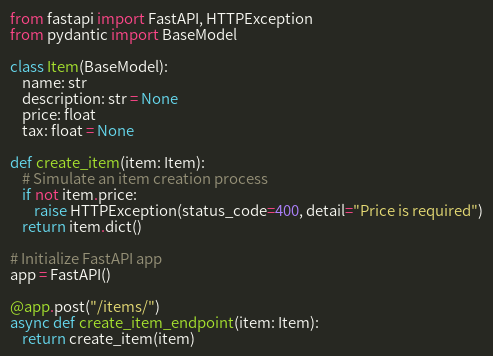 from fastapi import FastAPI, HTTPException
from pydantic import BaseModel

class Item(BaseModel):
    name: str
    description: str = None
    price: float
    tax: float = None

def create_item(item: Item):
    # Simulate an item creation process
    if not item.price:
        raise HTTPException(status_code=400, detail="Price is required")
    return item.dict()

# Initialize FastAPI app
app = FastAPI()

@app.post("/items/")
async def create_item_endpoint(item: Item):
    return create_item(item)